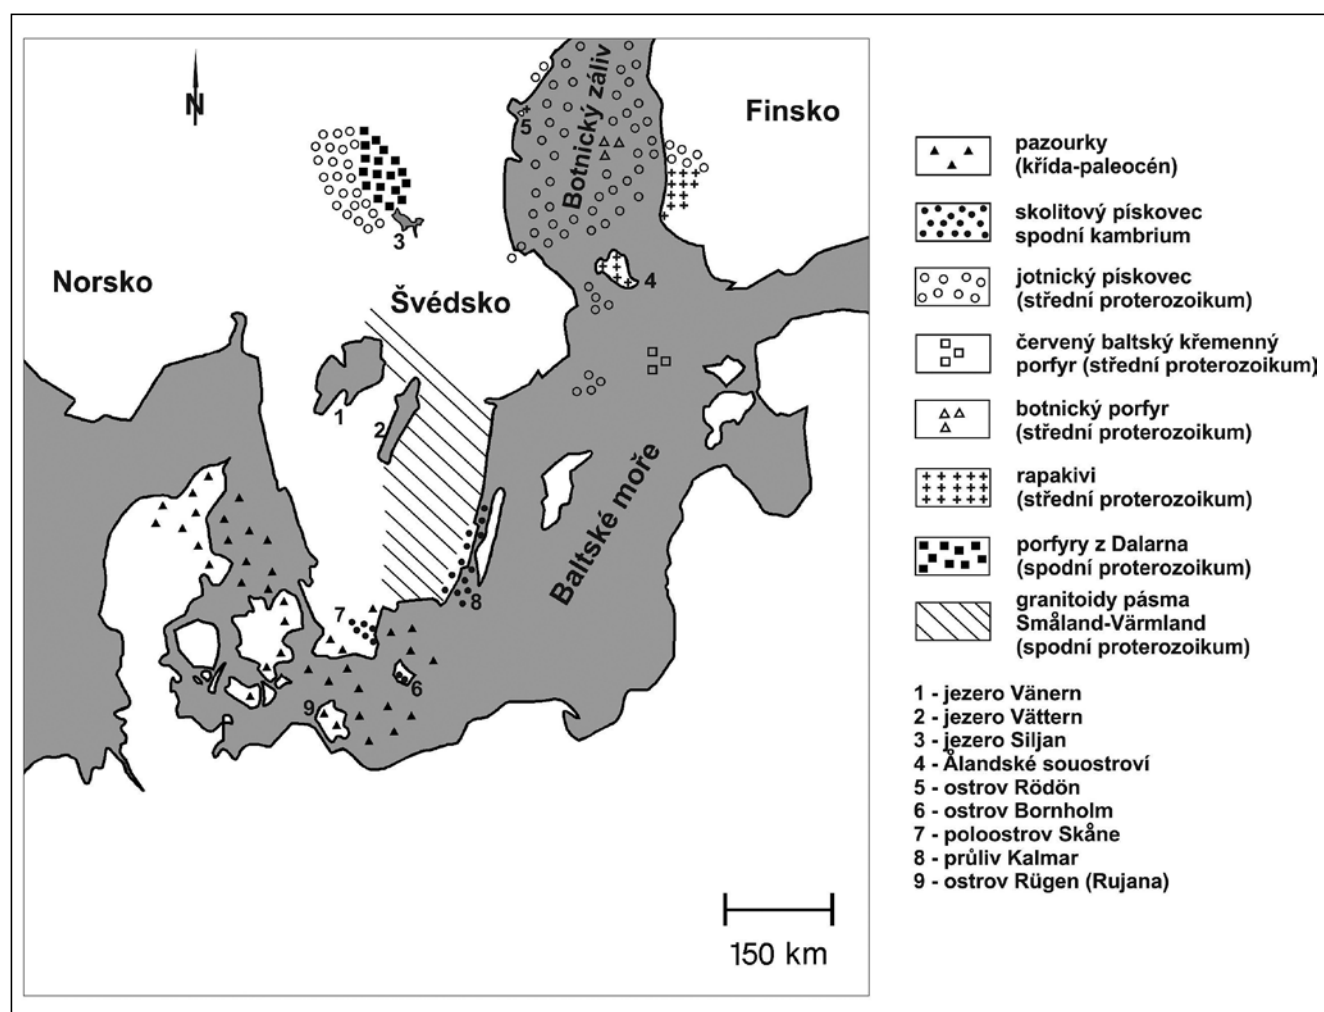 N
Norsko
Švédsko
Finsko
Botnický záliv
Baltské moře
5
3
4
1
2
7
8
6
9
150 km
pazourky
(křída-paleocén)
skolitový pískovec
spodní kambrium
jotnický pískovec
(střední proterozoikum)
červený baltský křemenný
porfyr (střední proterozoikum)
botnický porfyr
(střední proterozoikum)
rapakivi
(střední proterozoikum)
porfyry z Dalarna
(spodní proterozoikum)
granitoidy pásma
Småland-Värmland
(spodní proterozoikum)
1 - jezero Vänern
2 - jezero Vättern
3 - jezero Siljan
4 - Ålandské souostroví
5 - ostrov Rödön
6 - ostrov Bornholm
7 - poloostrov Skåne
8 - průliv Kalmar
9 - ostrov Rügen (Rujana)